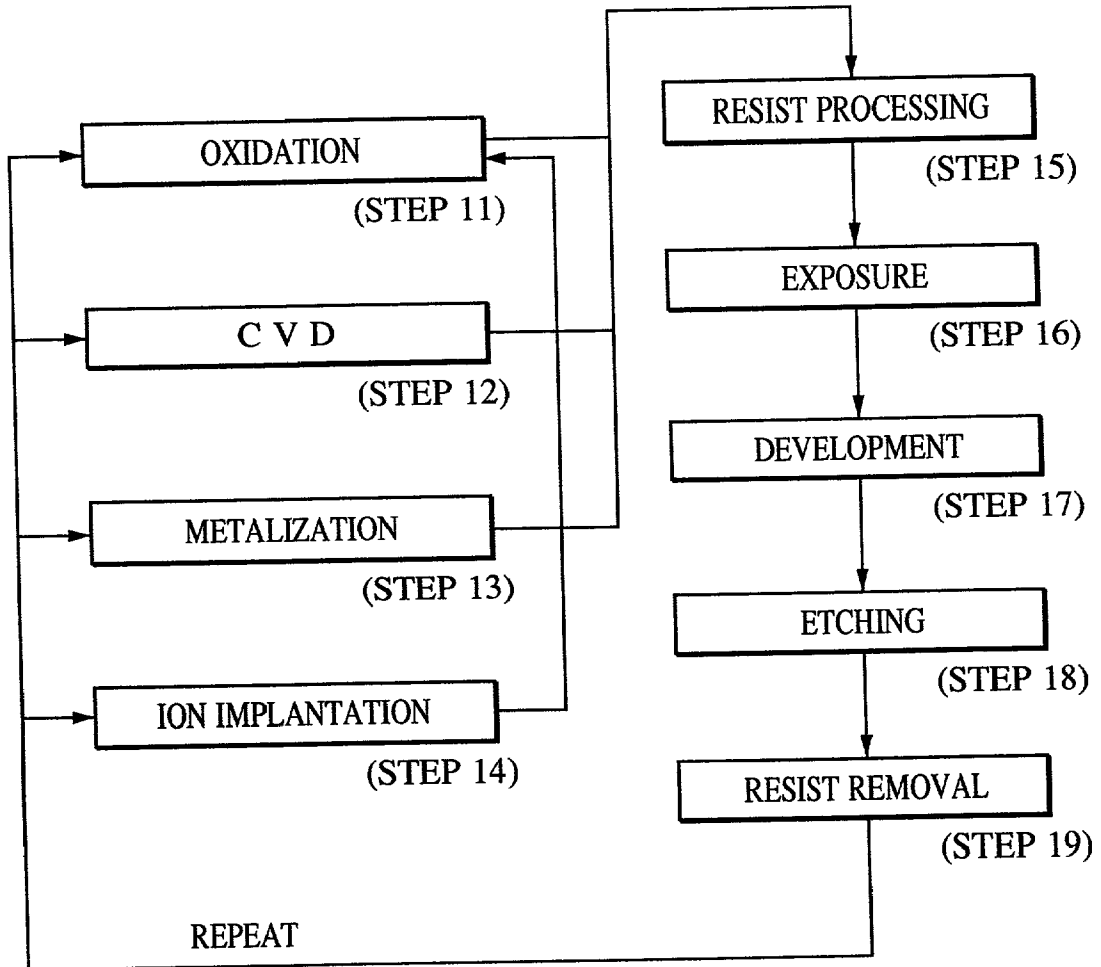 OXIDATION
(STEP 11)
C V D
(STEP 12)
METALIZATION
(STEP 13)
ION IMPLANTATION
(STEP 14)
RESIST PROCESSING
(STEP 15)
EXPOSURE
(STEP 16)
DEVELOPMENT
(STEP 17)
ETCHING
(STEP 18)
RESIST REMOVAL
(STEP 19)
REPEAT